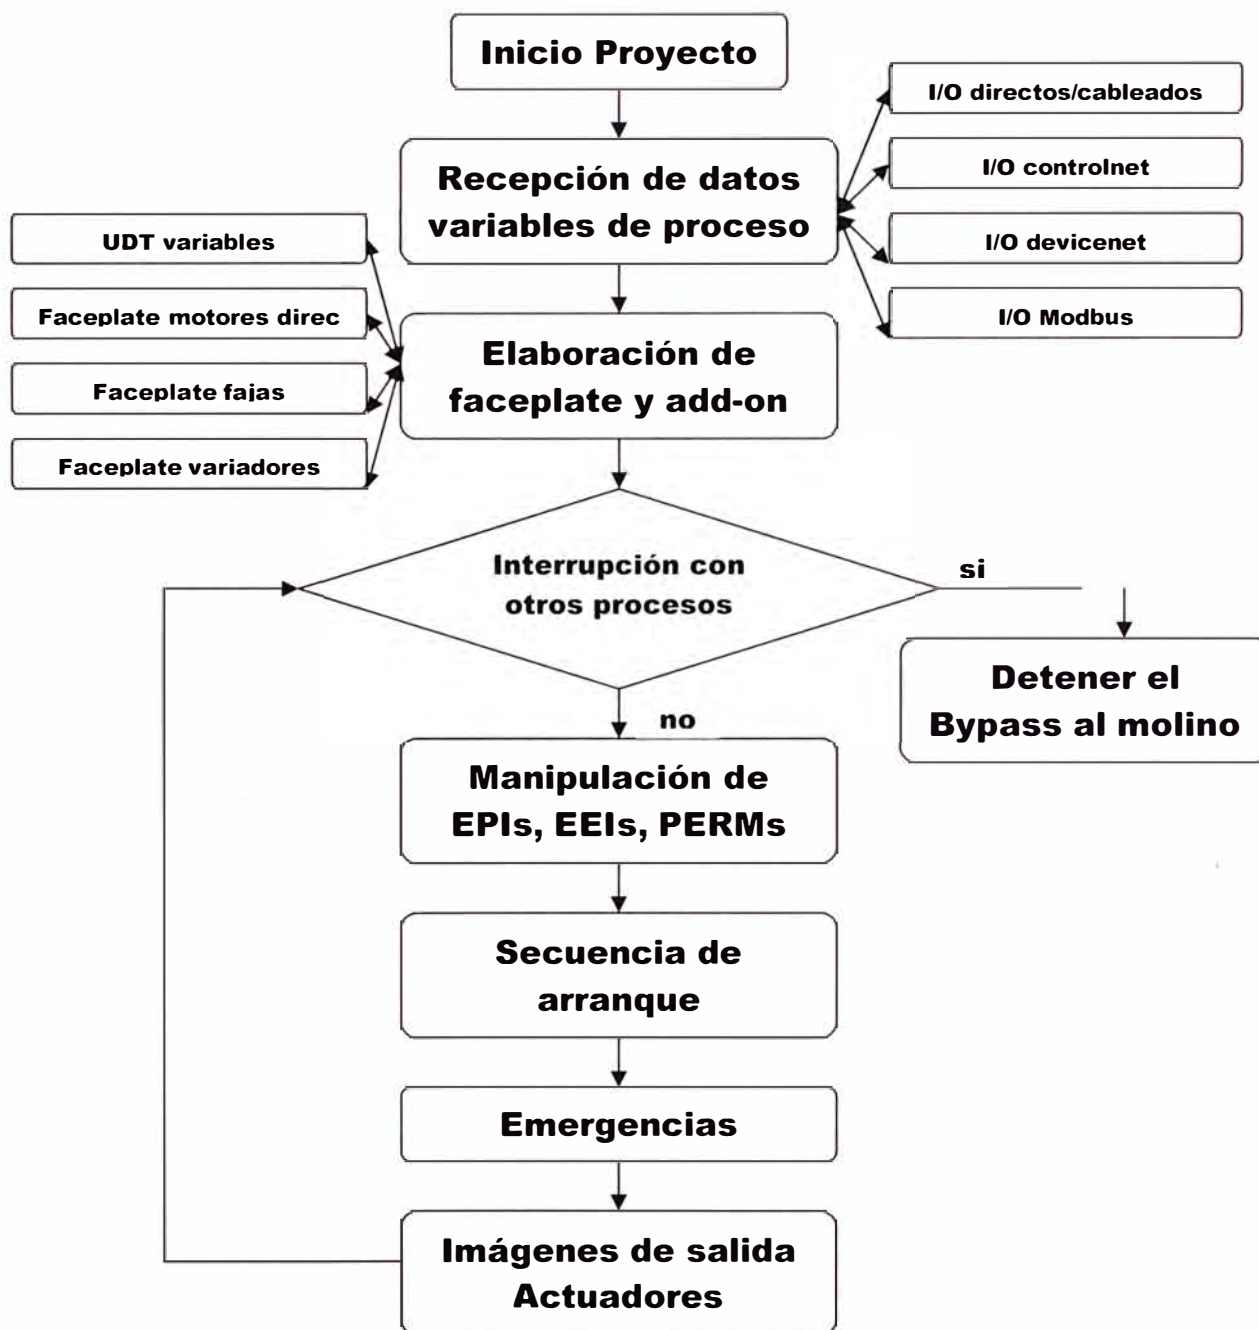 Inicio Proyecto
I/O directos/cableados
Recepción de datos
variables de proceso
I/O controlnet
I/O devicenet
I/O Modbus
UDT variables
Faceplate motores direc
Faceplate fajas
Faceplate variadores
Elaboración de
faceplate y add-on
Interrupción con
otros procesos
si
Detener el
Bypass al molino
no
Manipulación de
EPIs, EEIs, PERMs
Secuencia de
arranque
Emergencias
Imágenes de salida
Actuadores